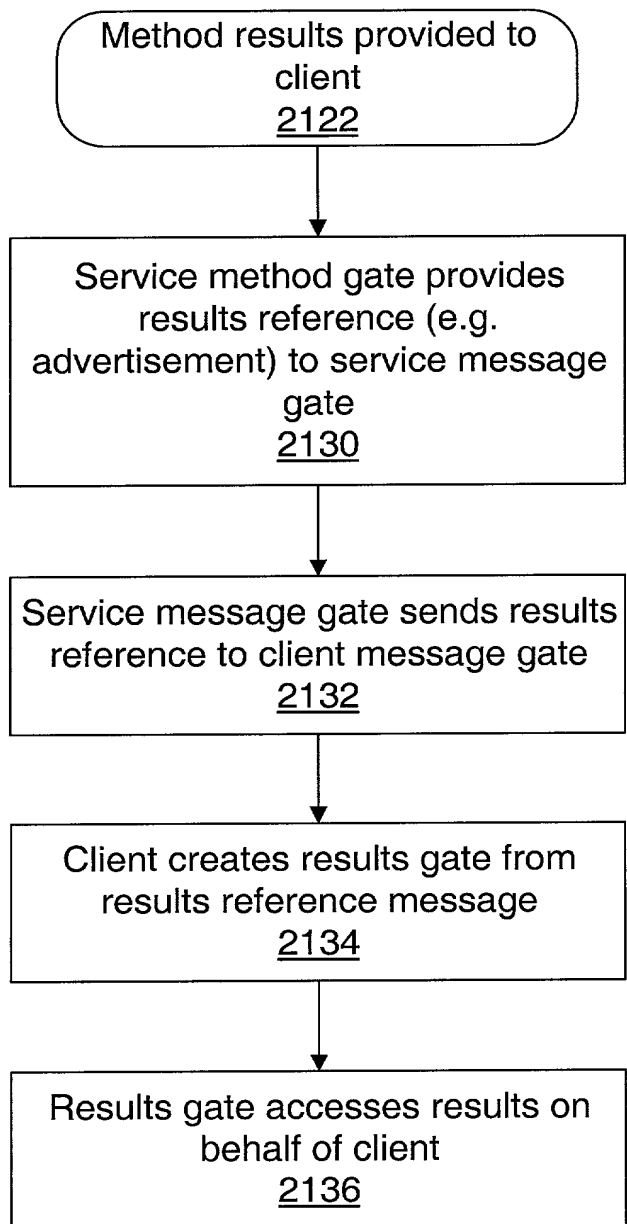 Method results provided to
client
2122
Service method gate provides
results reference (e.g.
advertisement) to service message
gate
2130
Service message gate sends results
reference to client message gate
2132
Client creates results gate from
results reference message
2134
Results gate accesses results on
behalf of client
2136